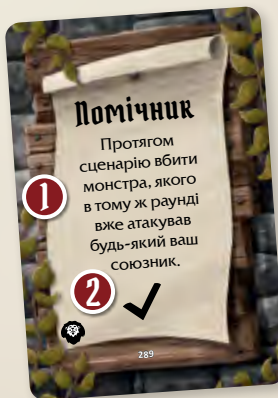 Помічник
Протягом
сценарію вбити
монстра, якого
в тому ж раунді
вже атакував
будь-який ваш
союзник.
1
2
289